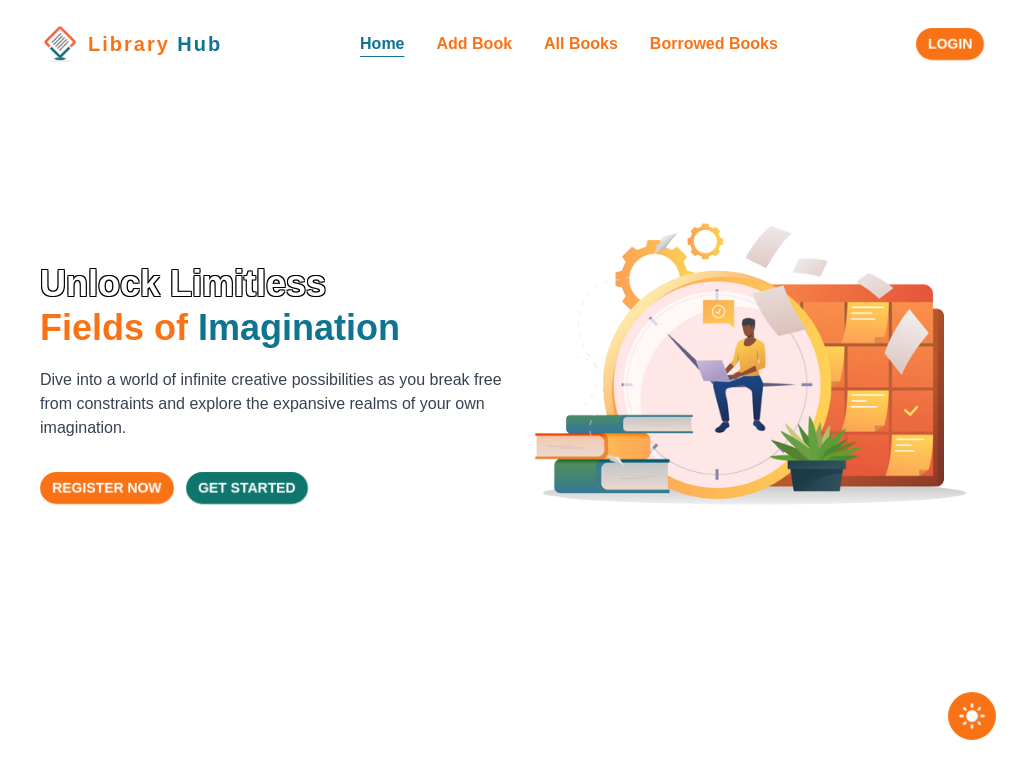 Library Hub
Home
Add Book
All Books
Borrowed Books
LOGIN
Unlock Limitless
Fields of Imagination
Dive into a world of infinite creative possibilities as you break free
from constraints and explore the expansive realms of your own
imagination.
REGISTER NOW
GET STARTED